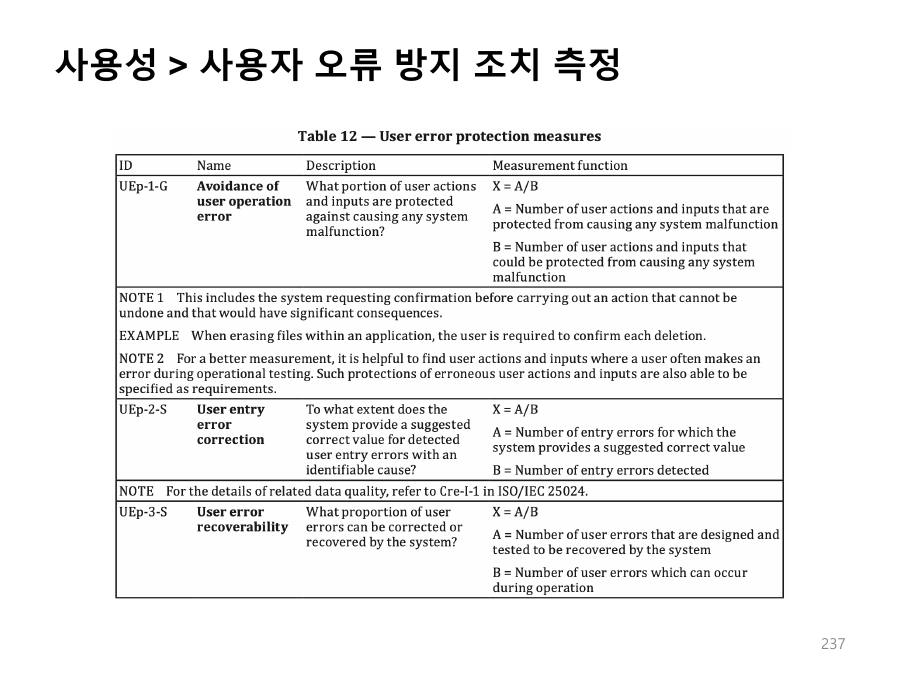 사용성 > 사용자 오류 방지 조치 측정
Table 12 — User error protection measures
ID Name Description Measurement function
UEp-1-G Avoidance of What portion of user actions X = A/B
user operation and inputs are protected A = Number of user actions and inputs that are
error against causing any system protected from causing any system malfunction
malfunction? B = Number of user actions and inputs that
could be protected from causing any system
malfunction
NOTE 1 This includes the system requesting confirmation before carrying out an action that cannot be
undone and that would have significant consequences.
EXAMPLE When erasing files within an application, the user is required to confirm each deletion.
NOTE 2 For a better measurement, it is helpful to find user actions and inputs where a user often makes an
error during operational testing. Such protections of erroneous user actions and inputs are also able to be
specified as requirements.
UEp-2-S User entry To what extent does the X = A/B
error system provide a suggested A = Number of entry errors for which the
correction correct value for detected system provides a suggested correct value
user entry errors with an
identifiable cause? B = Number of entry errors detected
NOTE For the details of related data quality, refer to Cre-I-1 in ISO/IEC 25024.
UEp-3-S User error What proportion of user X = A/B
recoverability errors can be corrected or A = Number of user errors that are designed and
recovered by the system? tested to be recovered by the system
B = Number of user errors which can occur
during operation
237